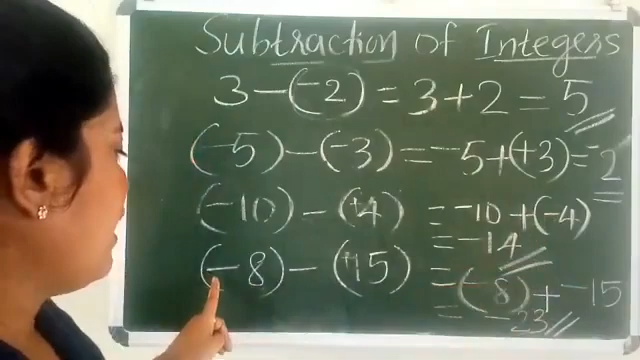 Subtraction of Integers
3 - (-2) = 3 + 2 = 5
(-5) - (-3) = -5 + (+3) = -2
(-10) - (+4) = -10 + (-4)
= -14
(-8) - (+15) = (-8) + -15
= -23